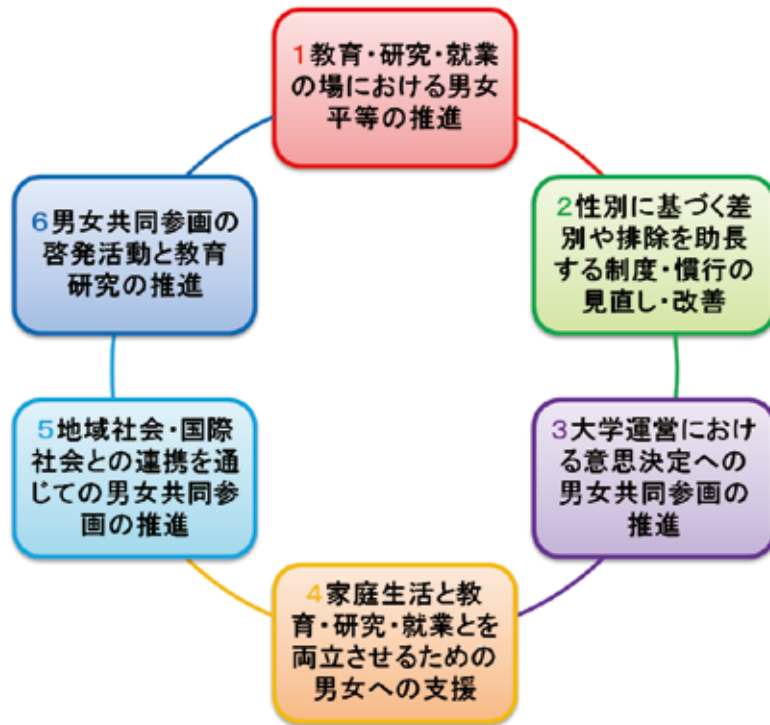 1教育・研究・就業
の場における男女
平等の推進
2性別に基づく差
別や排除を助長
する制度・慣行の
見直し・改善
3大学運営におけ
る意思決定への
男女共同参画の
推進
4家庭生活と教
育・研究・就業とを
両立させるための
男女への支援
5地域社会・国際
社会との連携を通
じての男女共同参
画の推進
6男女共同参画の
啓発活動と教育
研究の推進